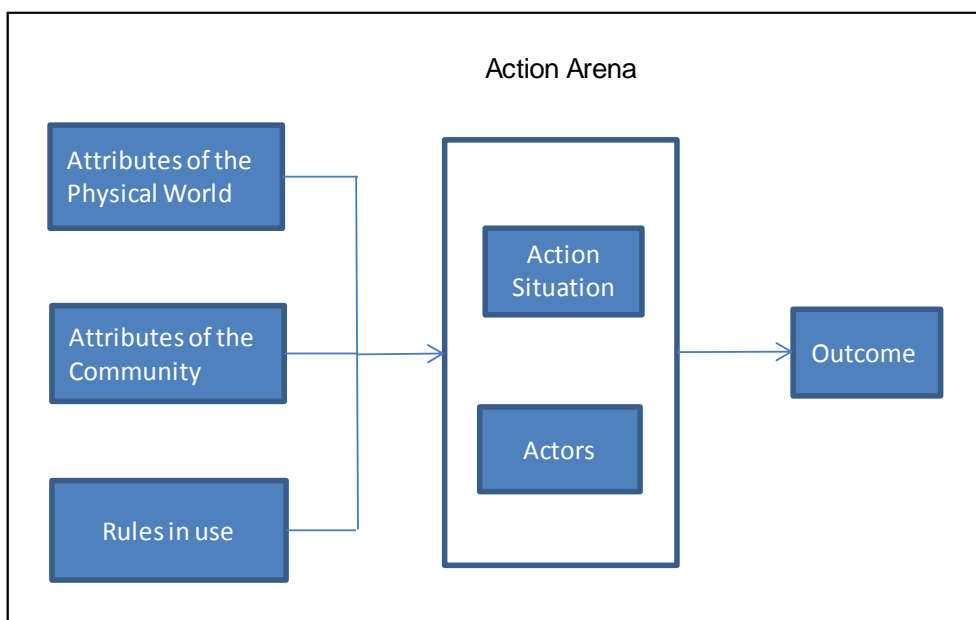 Action Arena
Attributes of the
Physical World
Attributes of the
Community
Rules in use
Action
Situation
Actors
Outcome